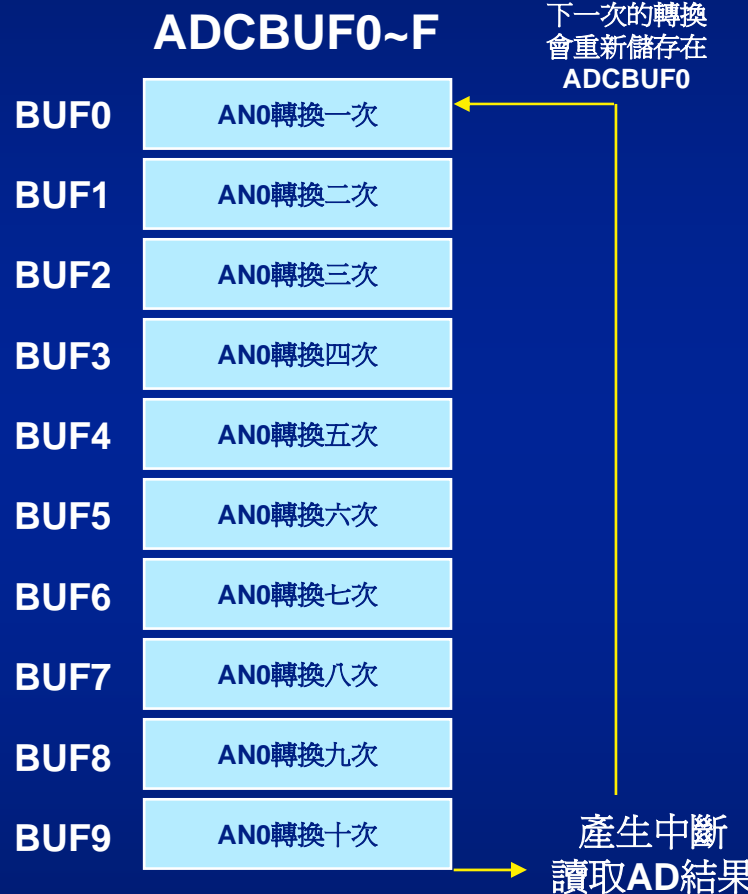 ADCBUF0~F
下一次的轉換
會重新儲存在
ADCBUF0
BUF0 AN0轉換一次
BUF1 AN0轉換二次
BUF2 AN0轉換三次
BUF3 AN0轉換四次
BUF4 AN0轉換五次
BUF5 AN0轉換六次
BUF6 AN0轉換七次
BUF7 AN0轉換八次
BUF8 AN0轉換九次
BUF9 AN0轉換十次
產生中斷
讀取AD結果